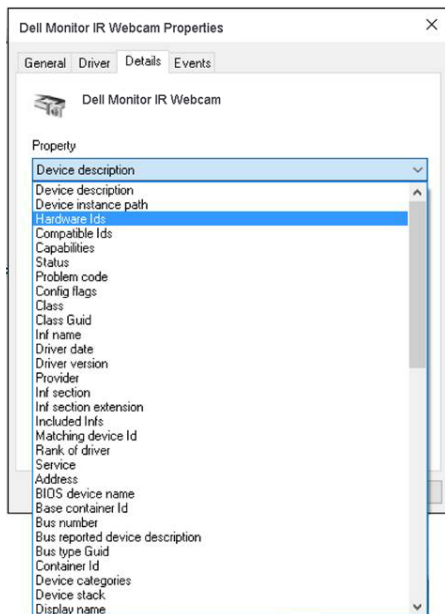 Dell Monitor IR Webcam Properties
General Driver Details Events
Dell Monitor IR Webcam
Property
Device description
Device description
Device instance path
Hardware Ids
Compatible Ids
Capabilities
Status
Problem code
Config flags
Class
Class Guid
Inf name
Driver date
Driver version
Provider
Inf section
Inf section extension
Included Infs
Matching device Id
Rank of driver
Service
Address
BIOS device name
Base container Id
Bus number
Bus reported device description
Bus type Guid
Container Id
Device categories
Device stack
Display name